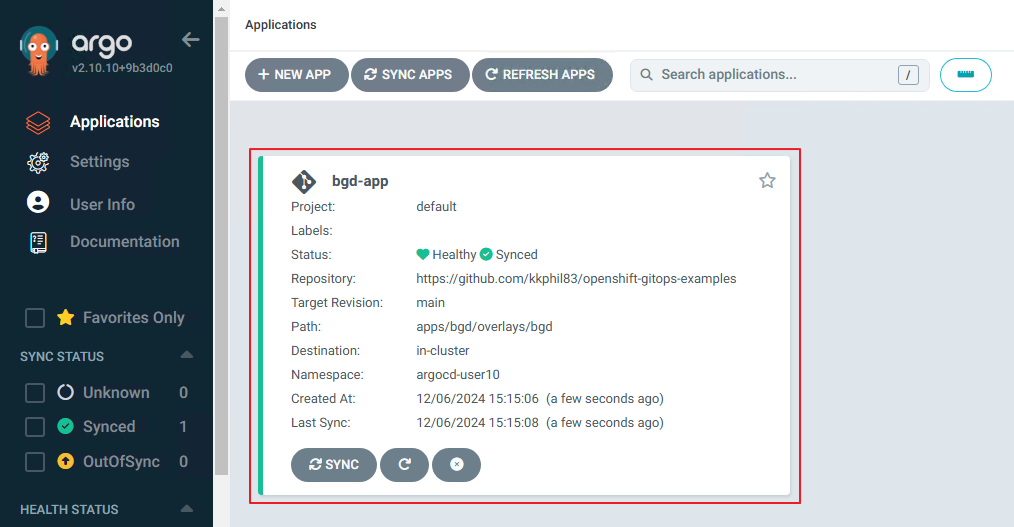 argo
v2.10.10+9b3d0c0
Applications
Settings
User Info
Documentation
Favorites Only
SYNC STATUS
Unknown 0
Synced 1
OutOfSync 0
HEALTH STATUS
Applications
+ NEW APP SYNC APPS REFRESH APPS Search applications... /
bgd-app
Project: default
Labels:
Status: Healthy Synced
Repository: https://github.com/kkphil83/openshift-gitops-examples
Target Revision: main
Path: apps/bgd/overlays/bgd
Destination: in-cluster
Namespace: argocd-user10
Created At: 12/06/2024 15:15:06 (a few seconds ago)
Last Sync: 12/06/2024 15:15:08 (a few seconds ago)
SYNC